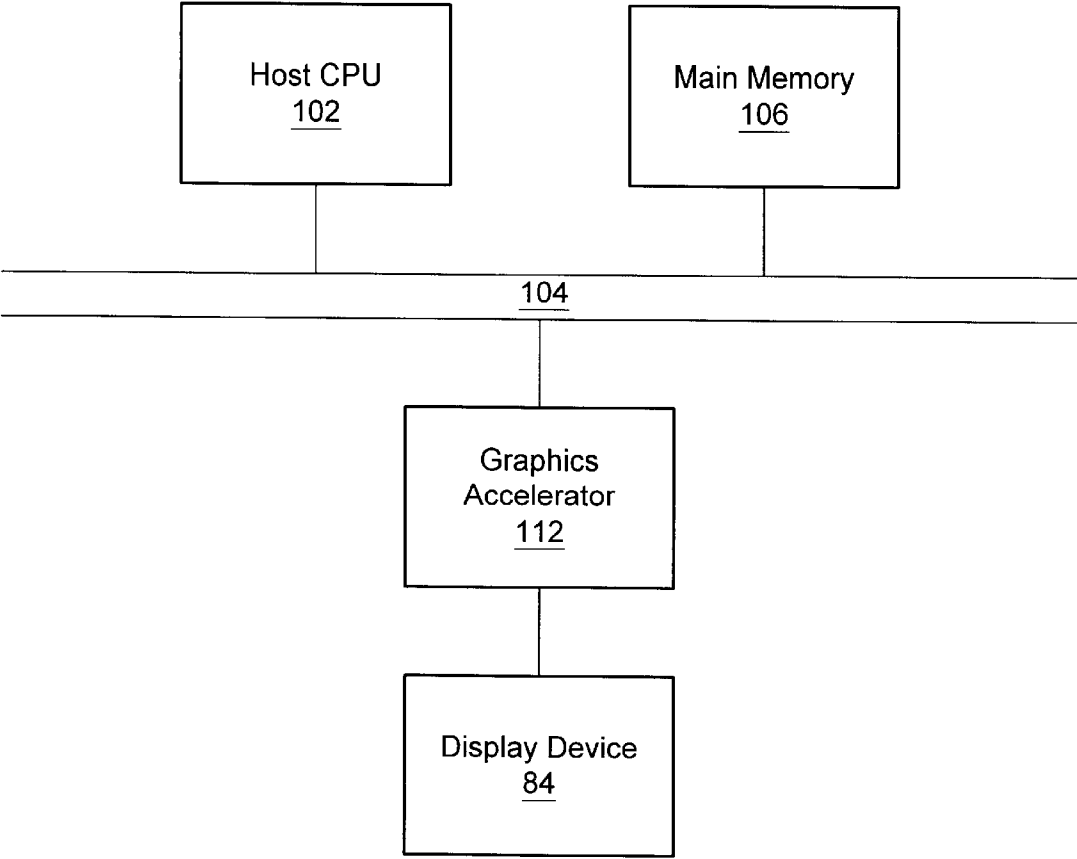 Host CPU
102
Main Memory
106
104
Graphics
Accelerator
112
Display Device
84